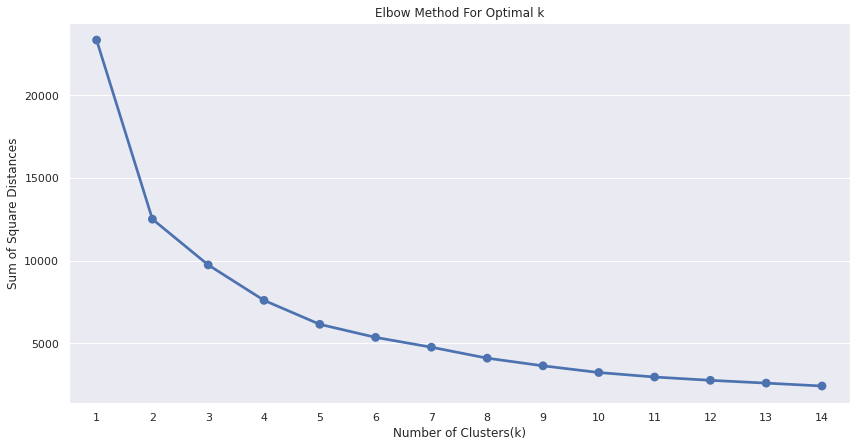 Elbow Method For Optimal k
Sum of Square Distances
20000
15000
10000
5000
1 2 3 4 5 6 7 8 9 10 11 12 13 14
Number of Clusters(k)